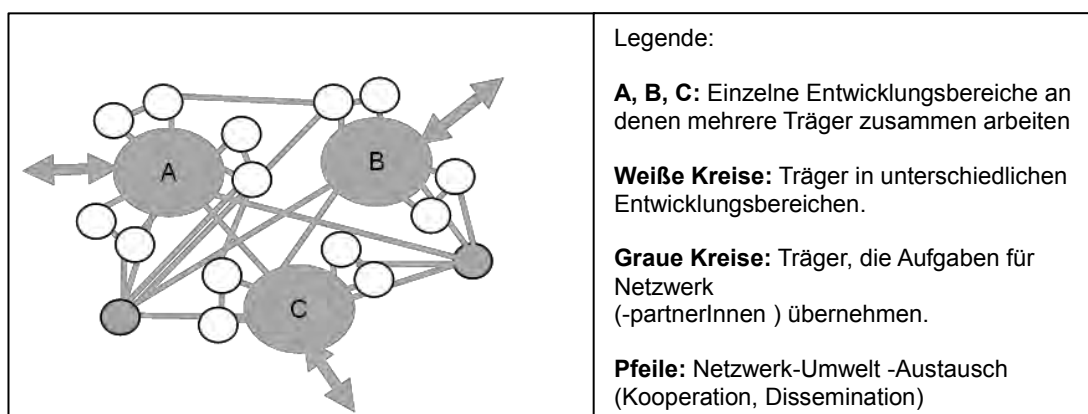 A
B
C
Legende:
A, B, C: Einzelne Entwicklungsbereiche an
denen mehrere Träger zusammen arbeiten
Weiße Kreise: Träger in unterschiedlichen
Entwicklungsbereichen.
Graue Kreise: Träger, die Aufgaben für
Netzwerk
(-partnerInnen ) übernehmen.
Pfeile: Netzwerk-Umwelt -Austausch
(Kooperation, Dissemination)